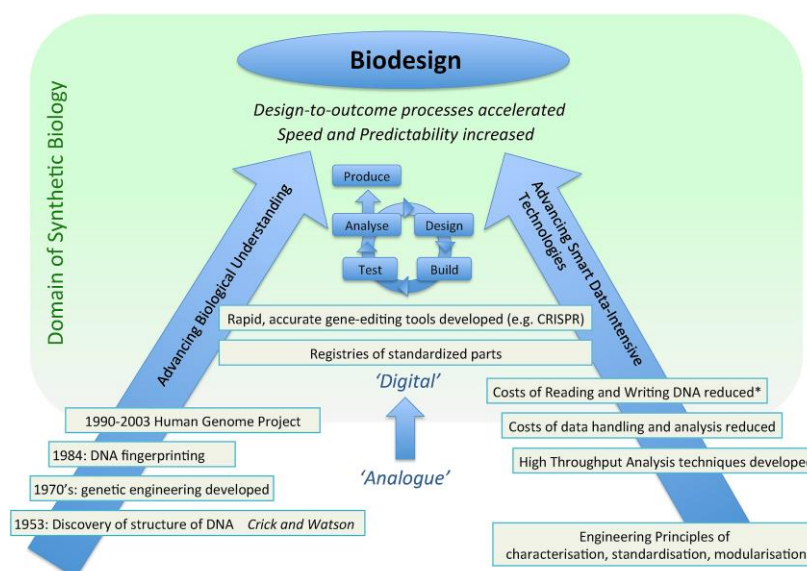 Biodesign
Design-to-outcome processes accelerated
Speed and Predictability increased
Domain of Synthetic Biology
Advancing Biological Understanding
Produce
Analyse
Design
Test
Build
Advancing Smart Data-Intensive
Technologies
Rapid, accurate gene-editing tools developed (e.g. CRISPR)
Registries of standardized parts
'Digital'
'Analogue'
1990-2003 Human Genome Project
1984: DNA fingerprinting
1970's: genetic engineering developed
1953: Discovery of structure of DNA Crick and Watson
Costs of Reading and Writing DNA reduced*
Costs of data handling and analysis reduced
High Throughput Analysis techniques developed
Engineering Principles of
characterisation, standardisation, modularisation